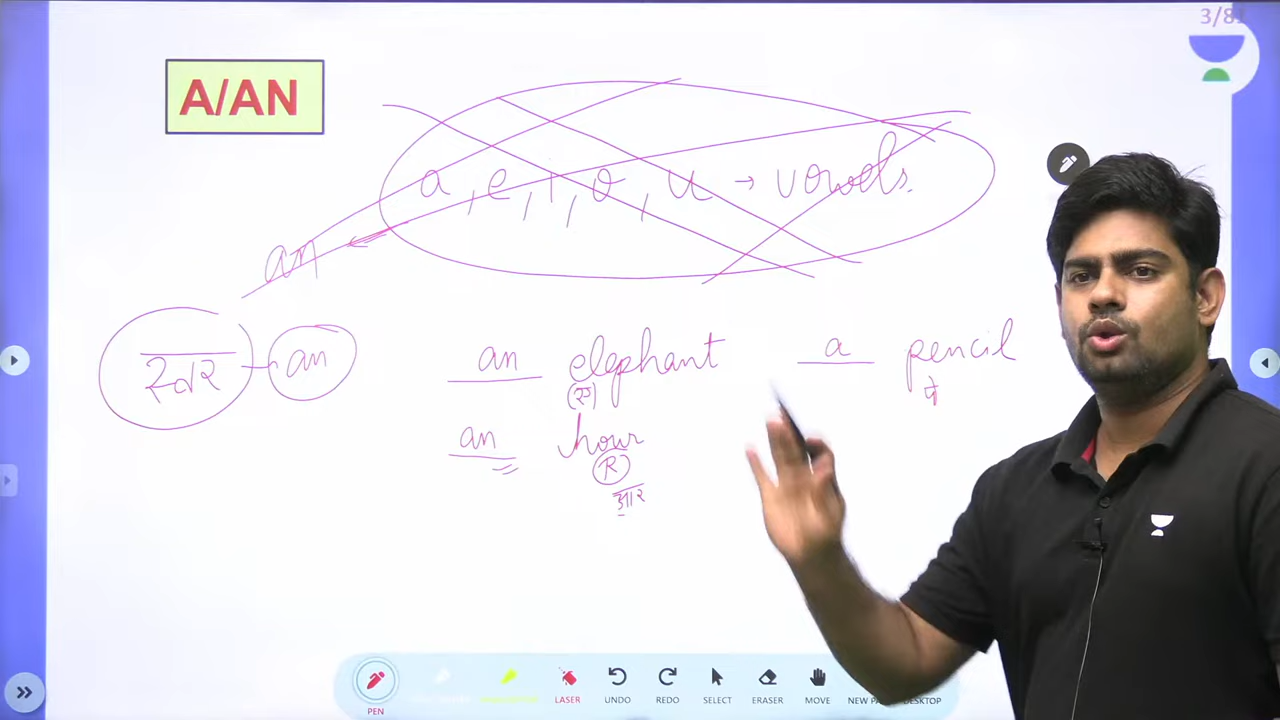 3/81
A/AN
a, e, i, o, u → vowels.
an
स्वर - an
an elephant
(ए)
a pencil
पे
an hour
R
आर
PEN
LASER
UNDO
REDO
SELECT
ERASER
MOVE
DESKTOP